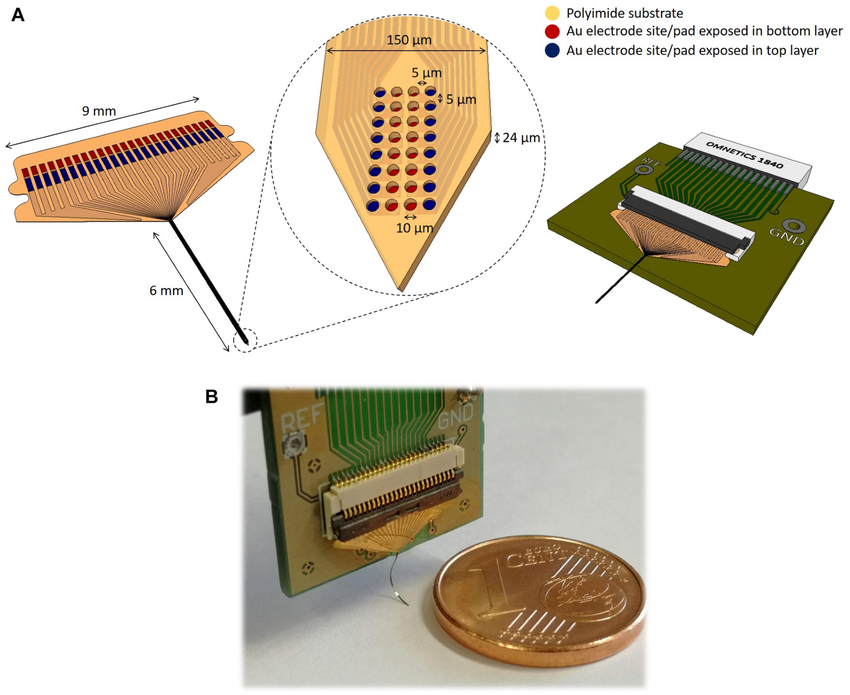 A
Polyimide substrate
Au electrode site/pad exposed in bottom layer
Au electrode site/pad exposed in top layer
150 µm
5 µm
5 µm
9 mm
24 µm
10 µm
6 mm
OMNETICS 1840
REF
GND
B
REF
GND
1
EURO
CENT